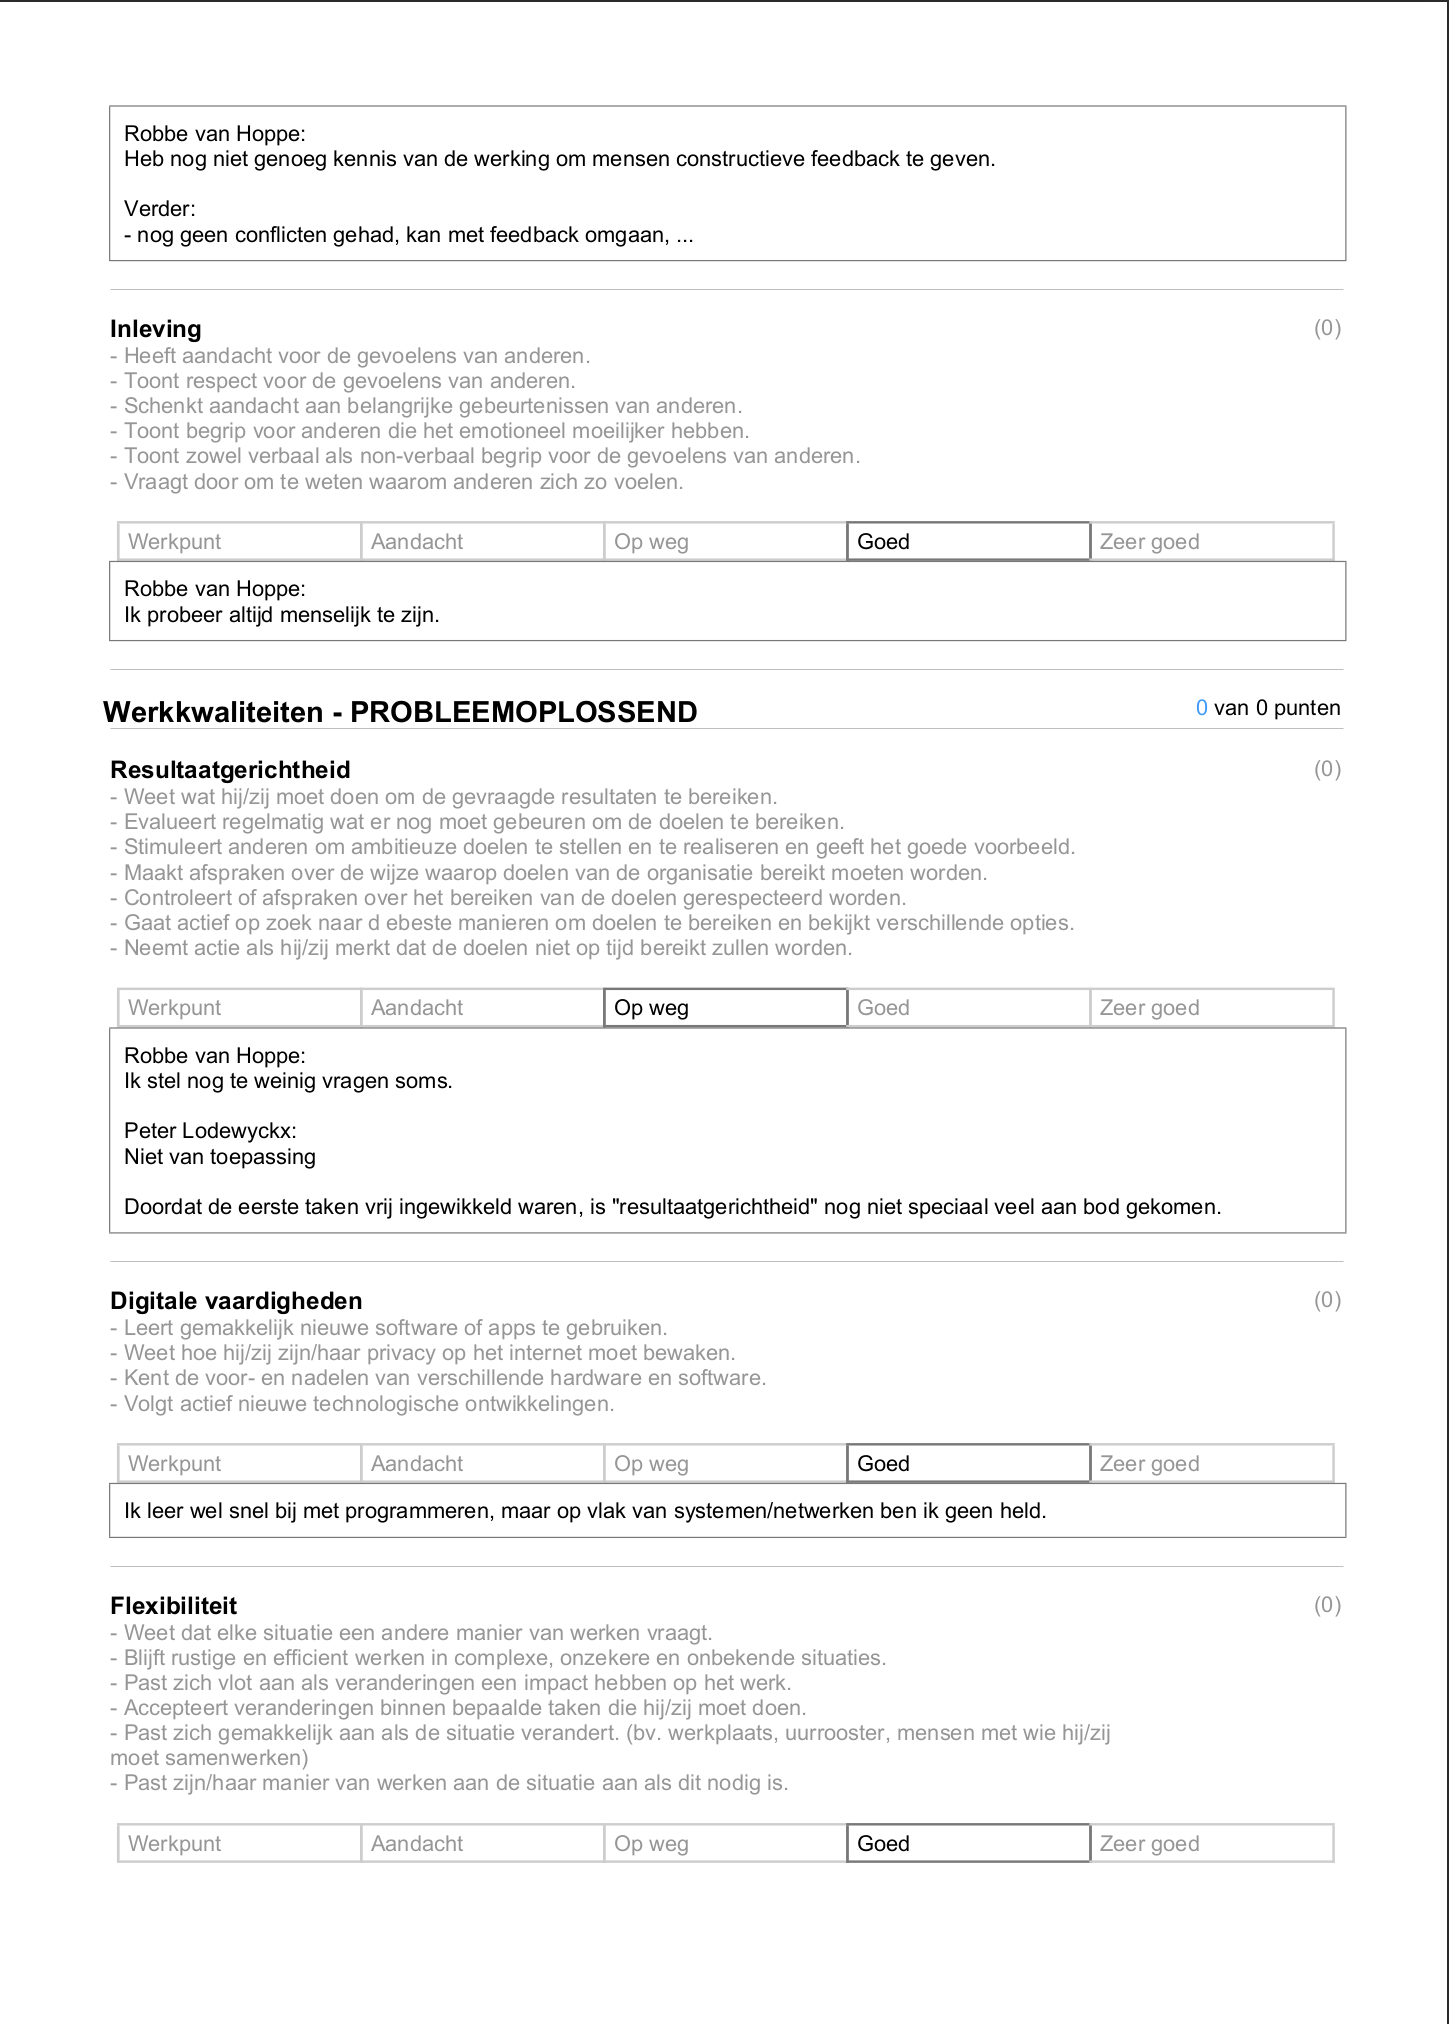 Robbe van Hoppe:
Heb nog niet genoeg kennis van de werking om mensen constructieve feedback te geven.
Verder:
- nog geen conflicten gehad, kan met feedback omgaan, ...
Inleving (0)
- Heeft aandacht voor de gevoelens van anderen.
- Toont respect voor de gevoelens van anderen.
- Schenkt aandacht aan belangrijke gebeurtenissen van anderen.
- Toont begrip voor anderen die het emotioneel moeilijker hebben.
- Toont zowel verbaal als non-verbaal begrip voor de gevoelens van anderen.
- Vraagt door om te weten waarom anderen zich zo voelen.
Werkpunt Aandacht Op weg Goed Zeer goed
Robbe van Hoppe:
Ik probeer altijd menselijk te zijn.
Werkkwaliteiten - PROBLEEMOPLOSSEND 0 van 0 punten
Resultaatgerichtheid (0)
- Weet wat hij/zij moet doen om de gevraagde resultaten te bereiken.
- Evalueert regelmatig wat er nog moet gebeuren om de doelen te bereiken.
- Stimuleert anderen om ambitieuze doelen te stellen en te realiseren en geeft het goede voorbeeld.
- Maakt afspraken over de wijze waarop doelen van de organisatie bereikt moeten worden.
- Controleert of afspraken over het bereiken van de doelen gerespecteerd worden.
- Gaat actief op zoek naar d ebeste manieren om doelen te bereiken en bekijkt verschillende opties.
- Neemt actie als hij/zij merkt dat de doelen niet op tijd bereikt zullen worden.
Werkpunt Aandacht Op weg Goed Zeer goed
Robbe van Hoppe:
Ik stel nog te weinig vragen soms.
Peter Lodewyckx:
Niet van toepassing
Doordat de eerste taken vrij ingewikkeld waren, is "resultaatgerichtheid" nog niet speciaal veel aan bod gekomen.
Digitale vaardigheden (0)
- Leert gemakkelijk nieuwe software of apps te gebruiken.
- Weet hoe hij/zij zijn/haar privacy op het internet moet bewaken.
- Kent de voor- en nadelen van verschillende hardware en software.
- Volgt actief nieuwe technologische ontwikkelingen.
Werkpunt Aandacht Op weg Goed Zeer goed
Ik leer wel snel bij met programmeren, maar op vlak van systemen/netwerken ben ik geen held.
Flexibiliteit (0)
- Weet dat elke situatie een andere manier van werken vraagt.
- Blijft rustige en efficient werken in complexe, onzekere en onbekende situaties.
- Past zich vlot aan als veranderingen een impact hebben op het werk.
- Accepteert veranderingen binnen bepaalde taken die hij/zij moet doen.
- Past zich gemakkelijk aan als de situatie verandert. (bv. werkplaats, uurrooster, mensen met wie hij/zij
moet samenwerken)
- Past zijn/haar manier van werken aan de situatie aan als dit nodig is.
Werkpunt Aandacht Op weg Goed Zeer goed